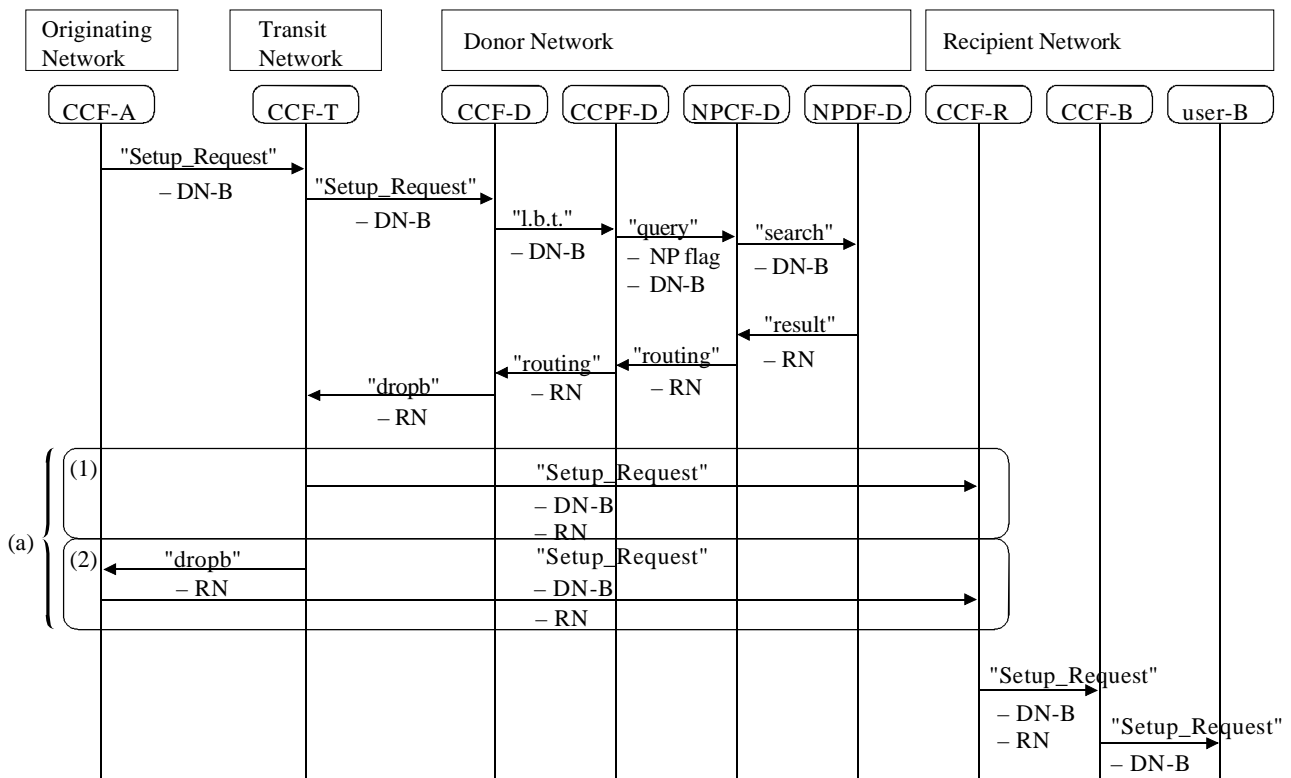 Originating
Network
Transit
Network
Donor Network
Recipient Network
CCF-A
CCF-T
CCF-D
CCPF-D
NPCF-D
NPDF-D
CCF-R
CCF-B
user-B
"Setup_Request"
– DN-B
"Setup_Request"
– DN-B
"l.b.t."
– DN-B
"query"
– NP flag
– DN-B
"search"
– DN-B
"result"
– RN
"routing"
– RN
"routing"
– RN
"dropb"
– RN
(a)
(1)
"Setup_Request"
– DN-B
– RN
(2)
"dropb"
– RN
"Setup_Request"
– DN-B
– RN
"Setup_Request"
– DN-B
– RN
"Setup_Request"
– DN-B